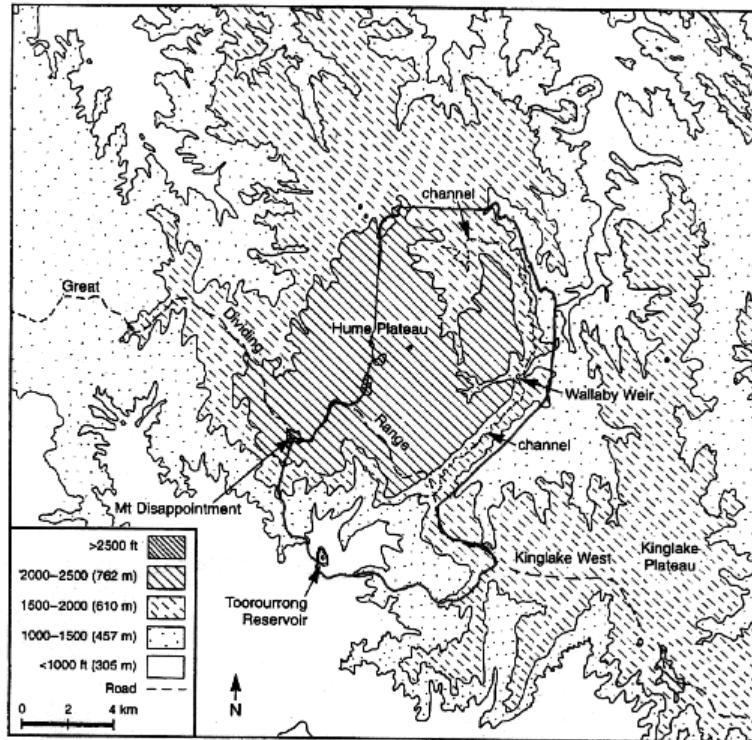 channel
Great
Dividing
Hume Plateau
Wallaby Weir
Range
channel
Mt Disappointment
>2500 ft
2000–2500 (762 m)
1500–2000 (610 m)
1000–1500 (457 m)
<1000 ft (305 m)
Road
0 2 4 km
N
Toorourrong
Reservoir
Kinglake West
Kinglake
Plateau